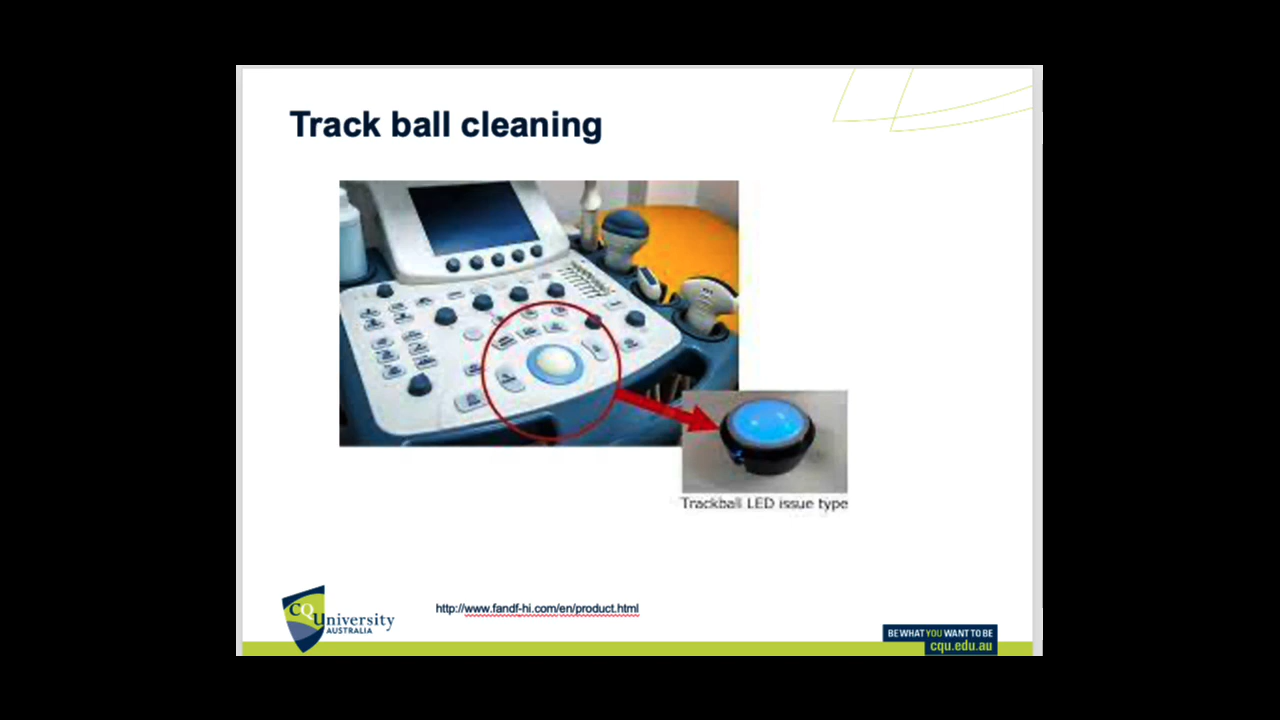 Track ball cleaning
Trackball LED issue type
CQUniversity
AUSTRALIA
http://www.fandf-hi.com/en/product.html
BE WHAT YOU WANT TO BE
cqu.edu.au